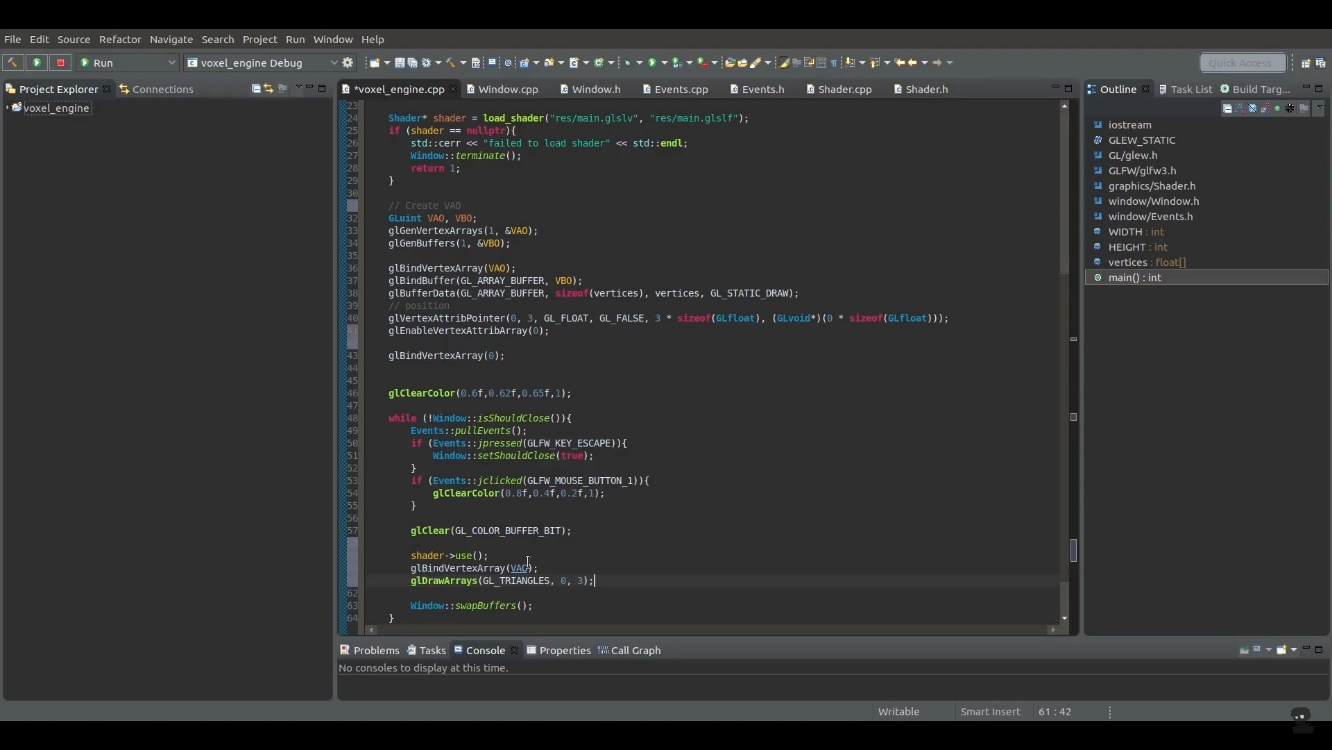 File Edit Source Refactor Navigate Search Project Run Window Help
Run voxel_engine Debug Quick Access
Project Explorer Connections *voxel_engine.cpp Window.cpp Window.h Events.cpp Events.h Shader.cpp Shader.h Outline Task List Build Targ...
voxel_engine
23
24 Shader* shader = load_shader("res/main.glslv", "res/main.glslf");
25 if (shader == nullptr){
26 std::cerr << "failed to load shader" << std::endl;
27 Window::terminate();
28 return 1;
29 }
30
// Create VAO
32 GLuint VAO, VBO;
33 glGenVertexArrays(1, &VAO);
34 glGenBuffers(1, &VBO);
36 glBindVertexArray(VAO);
37 glBindBuffer(GL_ARRAY_BUFFER, VBO);
38 glBufferData(GL_ARRAY_BUFFER, sizeof(vertices), vertices, GL_STATIC_DRAW);
39 // position
40 glVertexAttribPointer(0, 3, GL_FLOAT, GL_FALSE, 3 * sizeof(GLfloat), (GLvoid*)(0 * sizeof(GLfloat)));
glEnableVertexAttribArray(0);
43 glBindVertexArray(0);
44
45
46 glClearColor(0.6f,0.62f,0.65f,1);
47
48 while (!Window::isShouldClose()){
49 Events::pullEvents();
50 if (Events::jpressed(GLFW_KEY_ESCAPE)){
51 Window::setShouldClose(true);
52 }
53 if (Events::jclicked(GLFW_MOUSE_BUTTON_1)){
54 glClearColor(0.8f,0.4f,0.2f,1);
55 }
56
57 glClear(GL_COLOR_BUFFER_BIT);
shader->use();
glBindVertexArray(VAO);
glDrawArrays(GL_TRIANGLES, 0, 3);
62
63 Window::swapBuffers();
64 }
iostream
GLEW_STATIC
GL/glew.h
GLFW/glfw3.h
graphics/Shader.h
window/Window.h
window/Events.h
WIDTH : int
HEIGHT : int
vertices : float[]
main() : int
Problems Tasks Console Properties Call Graph
No consoles to display at this time.
Writable Smart Insert 61 : 42